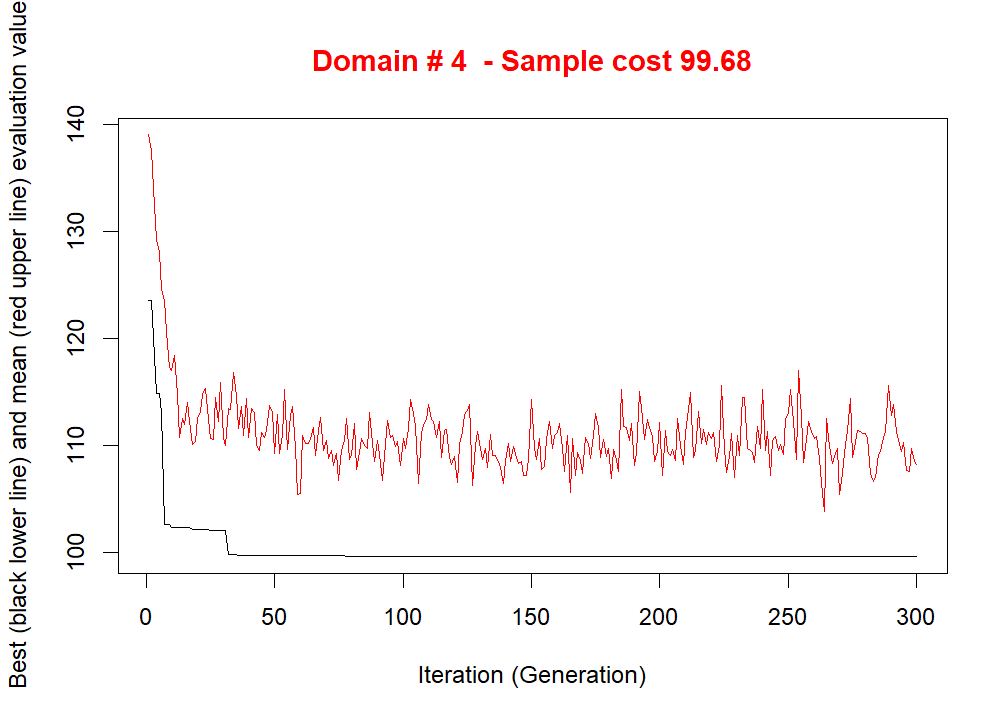 Domain # 4  - Sample cost 99.68
Best (black lower line) and mean (red upper line) evaluation value
140
130
120
110
100
0 50 100 150 200 250 300
Iteration (Generation)